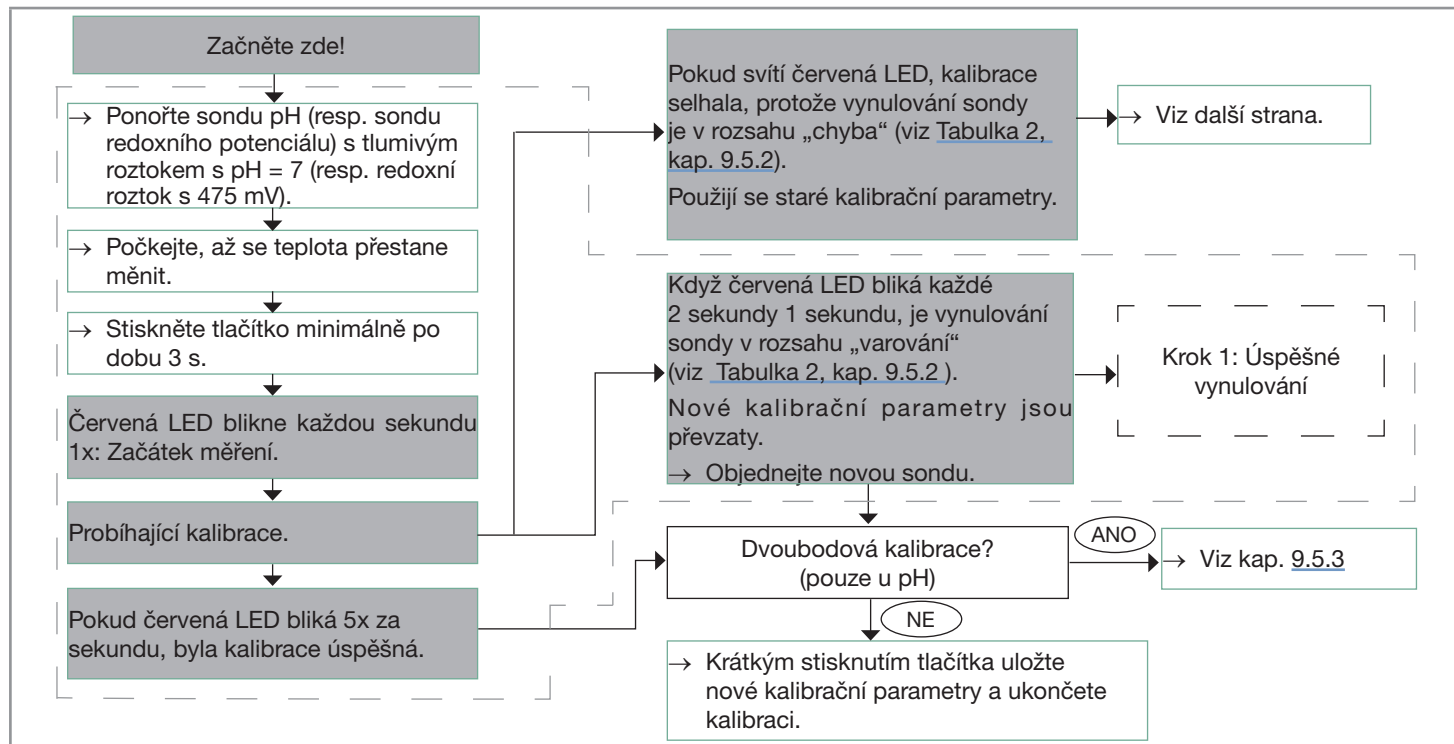 Začněte zde!
→ Ponořte sondu pH (resp. sondu
redoxního potenciálu) s tlumivým
roztokem s pH = 7 (resp. redoxní
roztok s 475 mV).
→ Počkejte, až se teplota přestane
měnit.
→ Stiskněte tlačítko minimálně po
dobu 3 s.
Červená LED blikne každou sekundu
1x: Začátek měření.
Probíhající kalibrace.
Pokud červená LED bliká 5x za
sekundu, byla kalibrace úspěšná.
Pokud svítí červená LED, kalibrace
selhala, protože vynulování sondy
je v rozsahu „chyba“ (viz Tabulka 2,
kap. 9.5.2).
Použijí se staré kalibrační parametry.
→ Viz další strana.
Když červená LED bliká každé
2 sekundy 1 sekundu, je vynulování
sondy v rozsahu „varování“
(viz Tabulka 2, kap. 9.5.2 ).
Nové kalibrační parametry jsou
převzaty.
→ Objednejte novou sondu.
Krok 1: Úspěšné
vynulování
Dvoubodová kalibrace?
(pouze u pH)
ANO
→ Viz kap. 9.5.3
NE
→ Krátkým stisknutím tlačítka uložte
nové kalibrační parametry a ukončete
kalibraci.